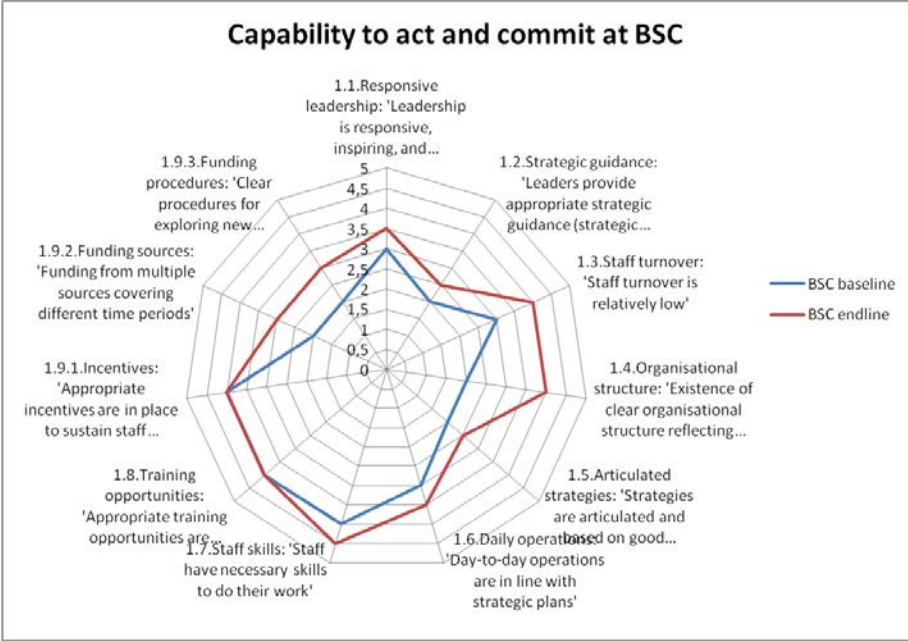 Capability to act and commit at BSC
1.1.Responsive
leadership: 'Leadership
is responsive,
inspiring, and...
1.2.Strategic guidance:
'Leaders provide
appropriate strategic
guidance (strategic...
1.3.Staff turnover:
'Staff turnover is
relatively low'
1.4.Organisational
structure: 'Existence of
clear organisational
structure reflecting...
1.5.Articulated
strategies: 'Strategies
are articulated and
based on good...
1.6.Daily operations:
'Day-to-day operations
are in line with
strategic plans'
1.7.Staff skills: 'Staff
have necessary skills
to do their work'
1.8.Training
opportunities:
'Appropriate training
opportunities are...
1.9.1.Incentives:
'Appropriate
incentives are in place
to sustain staff...
1.9.2.Funding sources:
'Funding from multiple
sources covering
different time periods'
1.9.3.Funding
procedures: 'Clear
procedures for
exploring new...
5
4,5
4
3,5
3
2,5
2
1,5
1
0,5
0
BSC baseline
BSC endline